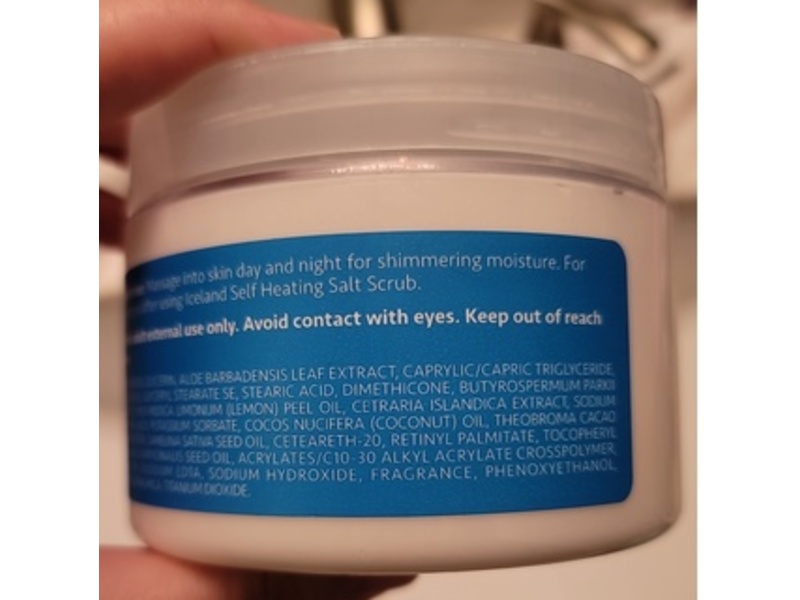 Massage into skin day and night for shimmering moisture. For
after using Iceland Self Heating Salt Scrub.
external use only. Avoid contact with eyes. Keep out of reach
GLYCERIN, ALOE BARBADENSIS LEAF EXTRACT, CAPRYLIC/CAPRIC TRIGLYCERIDE,
STEARATE SE, STEARIC ACID, DIMETHICONE, BUTYROSPERMUM PARKII
LIMONUM (LEMON) PEEL OIL, CETRARIA ISLANDICA EXTRACT, SODIUM
POTASSIUM SORBATE, COCOS NUCIFERA (COCONUT) OIL, THEOBROMA CACAO
SATIVA SEED OIL, CETEARETH-20, RETINYL PALMITATE, TOCOPHERYL
SEED OIL, ACRYLATES/C10-30 ALKYL ACRYLATE CROSSPOLYMER,
EDTA, SODIUM HYDROXIDE, FRAGRANCE, PHENOXYETHANOL,
TITANIUM DIOXIDE.